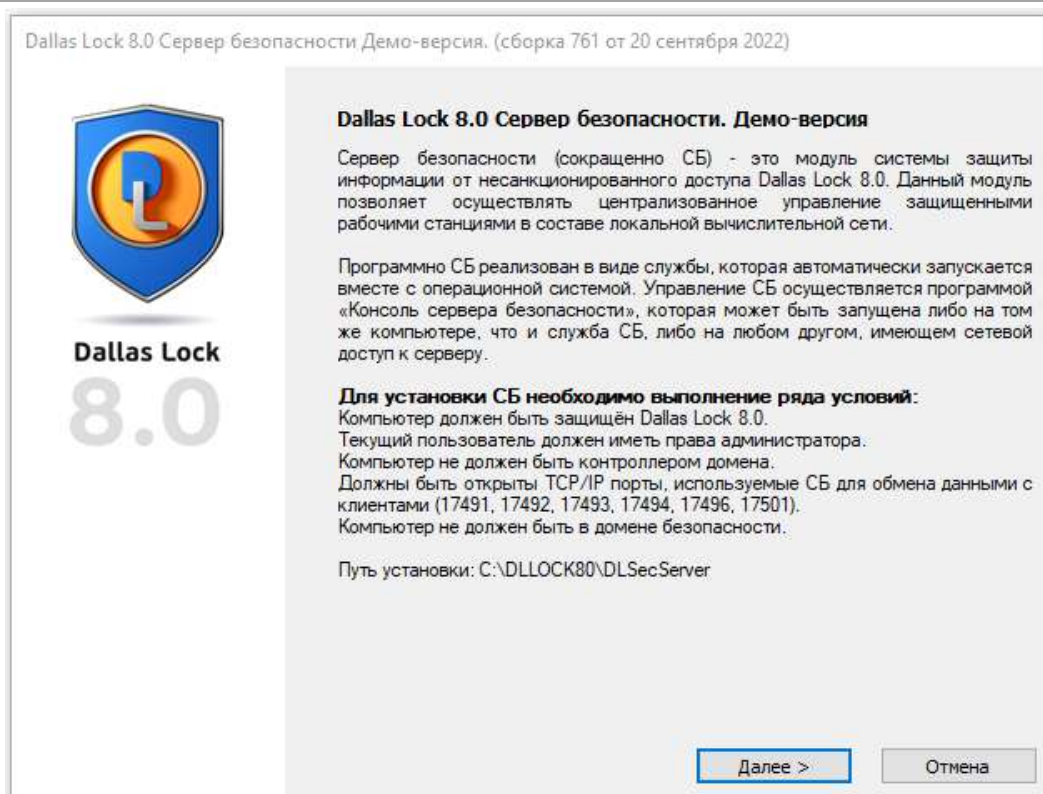 Dallas Lock 8.0 Сервер безопасности Демо-версия. (сборка 761 от 20 сентября 2022)
DL
Dallas Lock
8.0
Dallas Lock 8.0 Сервер безопасности. Демо-версия
Сервер безопасности (сокращенно СБ) - это модуль системы защиты
информации от несанкционированного доступа Dallas Lock 8.0. Данный модуль
позволяет осуществлять централизованное управление защищенными
рабочими станциями в составе локальной вычислительной сети.
Программно СБ реализован в виде службы, которая автоматически запускается
вместе с операционной системой. Управление СБ осуществляется программой
«Консоль сервера безопасности», которая может быть запущена либо на том
же компьютере, что и служба СБ, либо на любом другом, имеющем сетевой
доступ к серверу.
Для установки СБ необходимо выполнение ряда условий:
Компьютер должен быть защищён Dallas Lock 8.0.
Текущий пользователь должен иметь права администратора.
Компьютер не должен быть контроллером домена.
Должны быть открыты TCP/IP порты, используемые СБ для обмена данными с
клиентами (17491, 17492, 17493, 17494, 17496, 17501).
Компьютер не должен быть в домене безопасности.
Путь установки: C:\DLLOCK80\DLSecServer
Далее >
Отмена